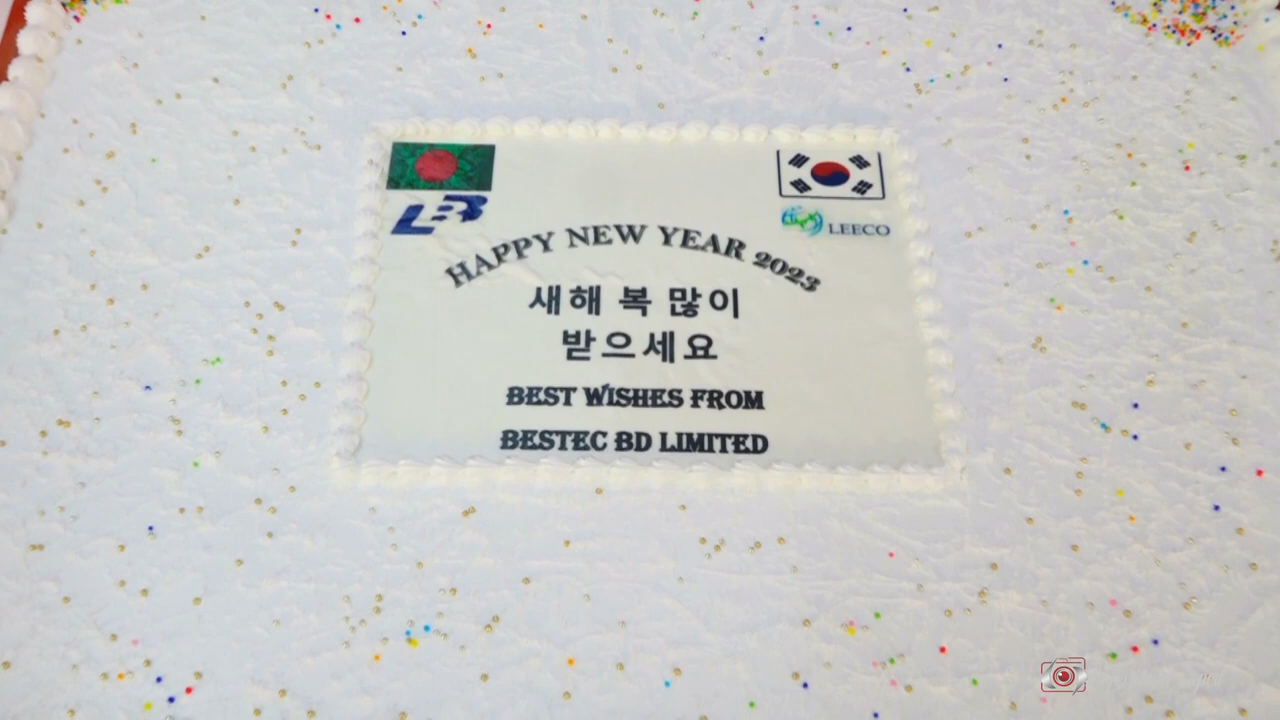 LBB
LEECO
HAPPY NEW YEAR 2023
새해 복 많이
받으세요
BEST WISHES FROM
BESTEC BD LIMITED